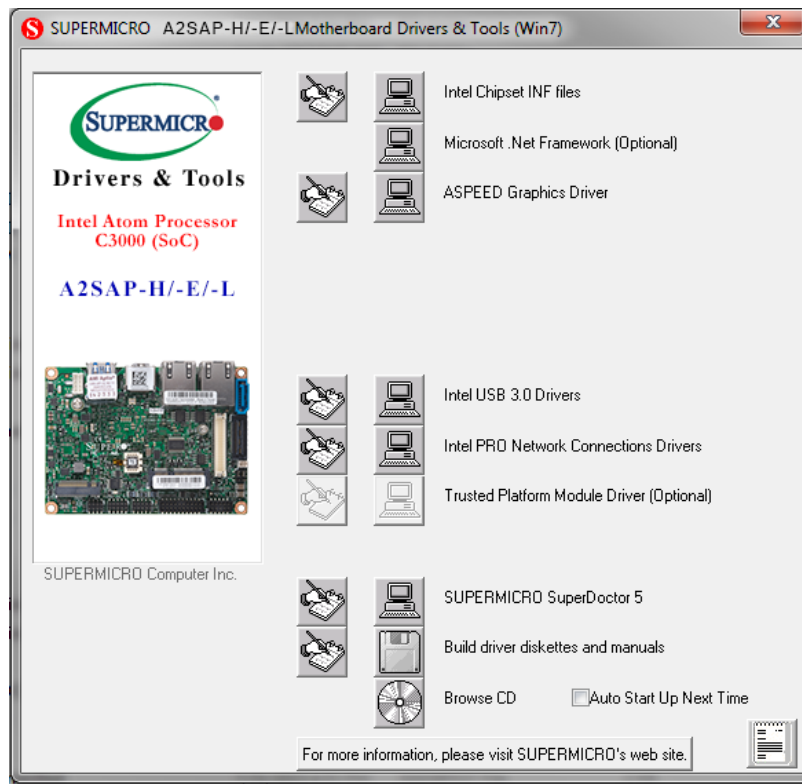 SUPERMICRO A2SAP-H/-E/-LMotherboard Drivers & Tools (Win7)
SUPERMICR
Drivers & Tools
Intel Atom Processor
C3000 (SoC)
A2SAP-H/-E/-L
SUPERMICRO Computer Inc.
Intel Chipset INF files
Microsoft .Net Framework (Optional)
ASPEED Graphics Driver
Intel USB 3.0 Drivers
Intel PRO Network Connections Drivers
Trusted Platform Module Driver (Optional)
SUPERMICRO SuperDoctor 5
Build driver diskettes and manuals
Browse CD Auto Start Up Next Time
For more information, please visit SUPERMICRO's web site.